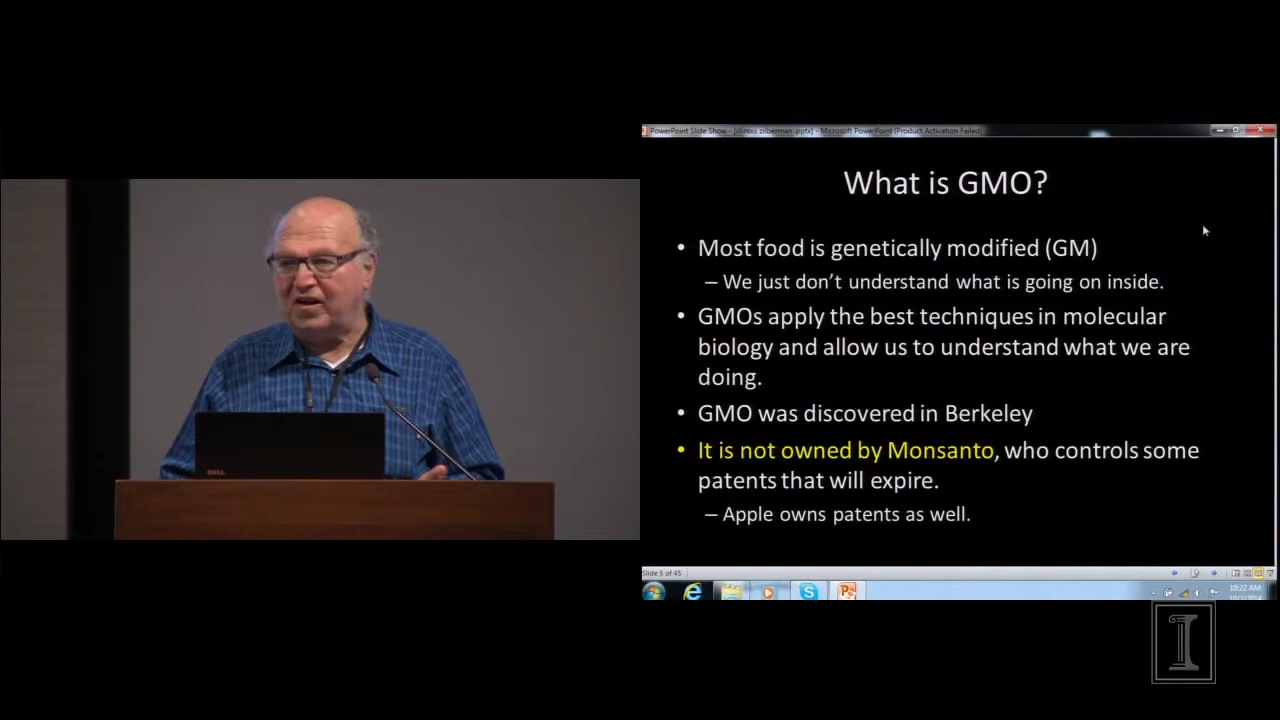 PowerPoint Slide Show - [illinois zilberman .pptx] - Microsoft PowerPoint (Product Activation Failed)
What is GMO?
• Most food is genetically modified (GM)
– We just don’t understand what is going on inside.
• GMOs apply the best techniques in molecular
biology and allow us to understand what we are
doing.
• GMO was discovered in Berkeley
• It is not owned by Monsanto, who controls some
patents that will expire.
– Apple owns patents as well.
Slide 5 of 45
10:22 AM
DELL
I